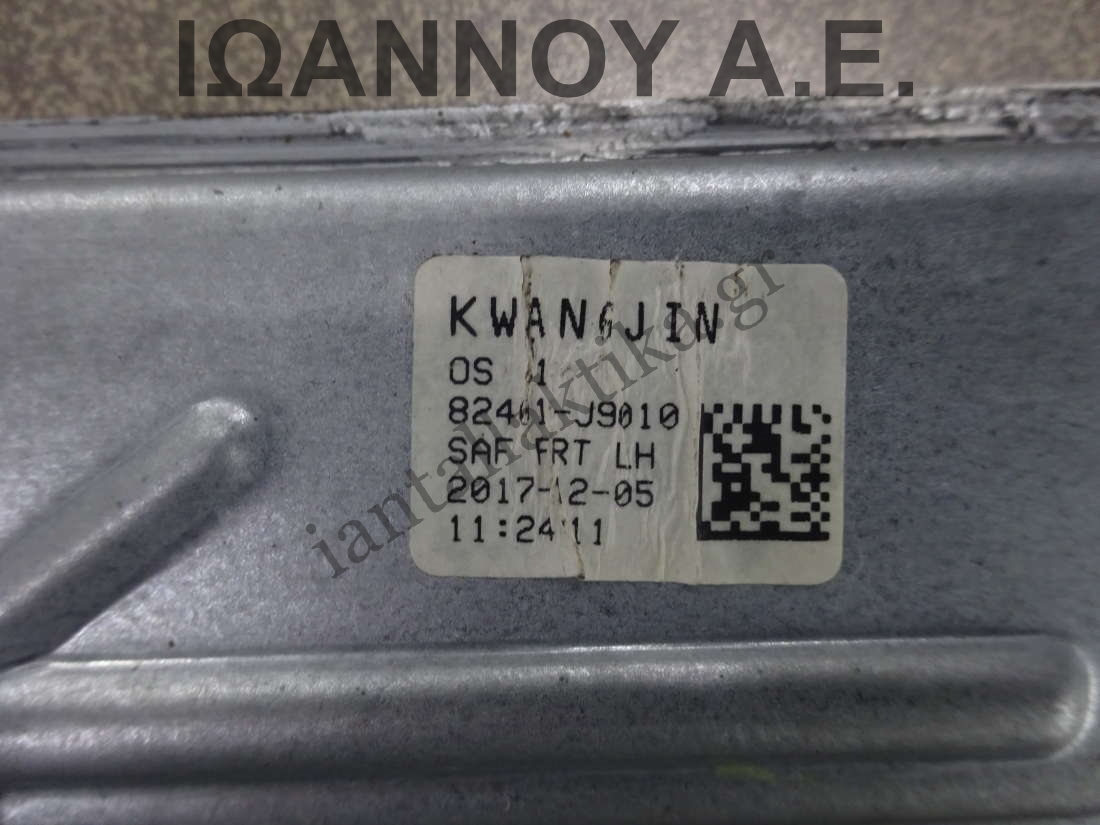 ΙΩΑΝΝΟΥ Α.Ε.
KWANGJIN
OS 1
82401-J9010
SAF FRT LH
2017-12-05
11:24:11
iantallaktika.gr